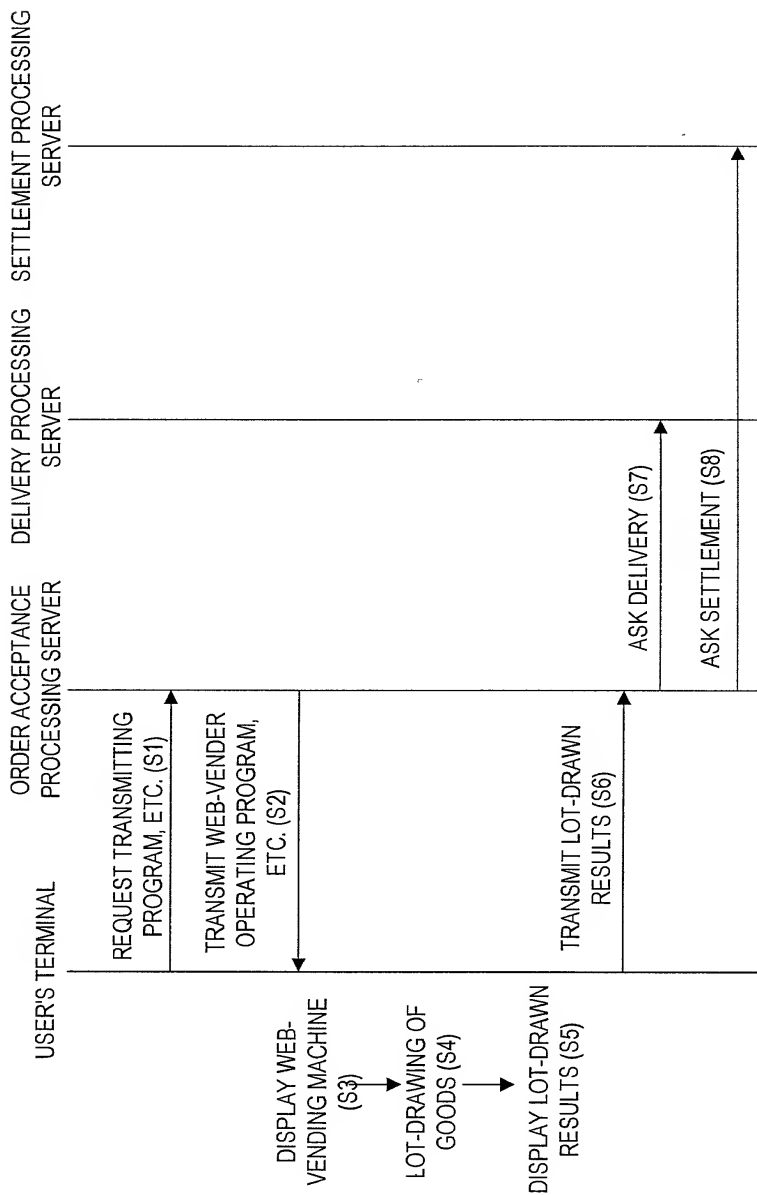 USER'S TERMINAL
ORDER ACCEPTANCE
PROCESSING SERVER
DELIVERY PROCESSING
SERVER
SETTLEMENT PROCESSING
SERVER
REQUEST TRANSMITTING
PROGRAM, ETC. (S1)
TRANSMIT WEB-VENDER
OPERATING PROGRAM,
ETC. (S2)
DISPLAY WEB-
VENDING MACHINE
(S3)
LOT-DRAWING OF
GOODS (S4)
DISPLAY LOT-DRAWN
RESULTS (S5)
TRANSMIT LOT-DRAWN
RESULTS (S6)
ASK DELIVERY (S7)
ASK SETTLEMENT (S8)